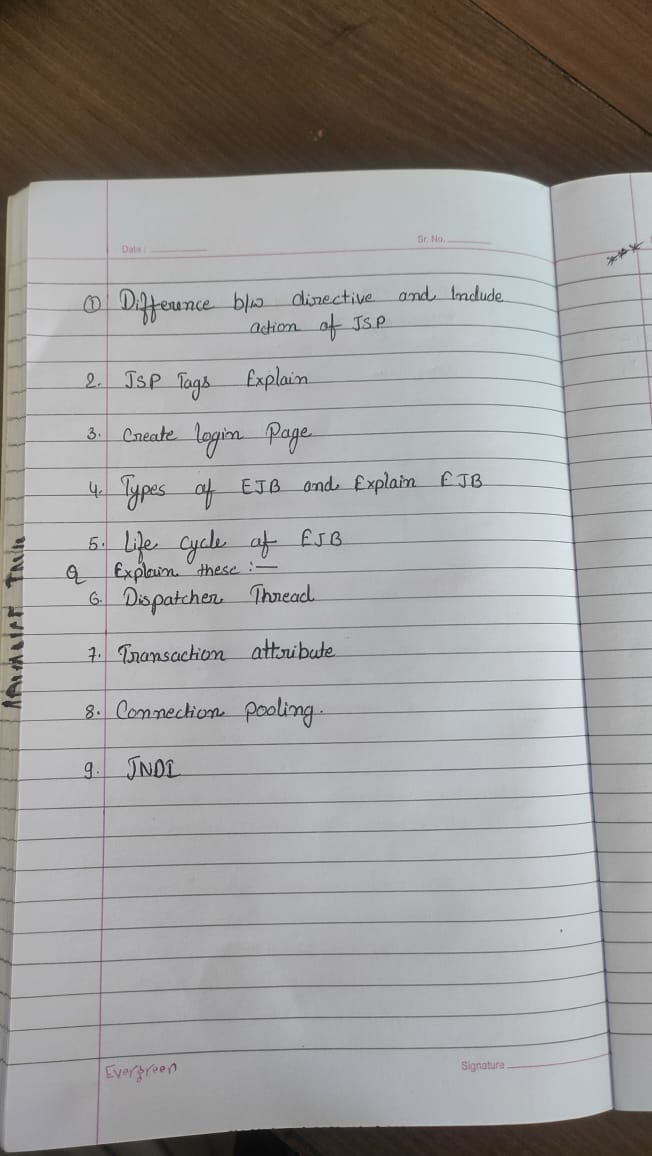 Date :
Sr. No.
***
① Difference b/w directive and Include
action of JSP
2. JSP Tags Explain
3. Create login Page
4. Types of EJB and Explain EJB
5. Life cycle of EJB
Q Explain these :—
6. Dispatcher Thread
7. Transaction attribute
8. Connection pooling.
9. JNDI
Evergreen
Signature